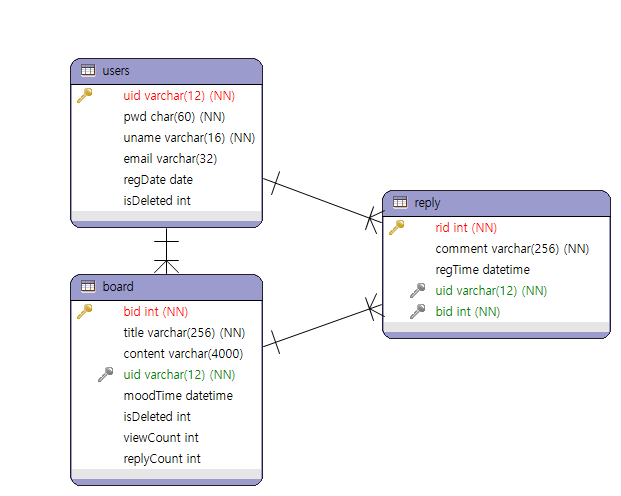 users
uid varchar(12) (NN)
pwd char(60) (NN)
uname varchar(16) (NN)
email varchar(32)
regDate date
isDeleted int
reply
rid int (NN)
comment varchar(256) (NN)
regTime datetime
uid varchar(12) (NN)
bid int (NN)
board
bid int (NN)
title varchar(256) (NN)
content varchar(4000)
uid varchar(12) (NN)
moodTime datetime
isDeleted int
viewCount int
replyCount int